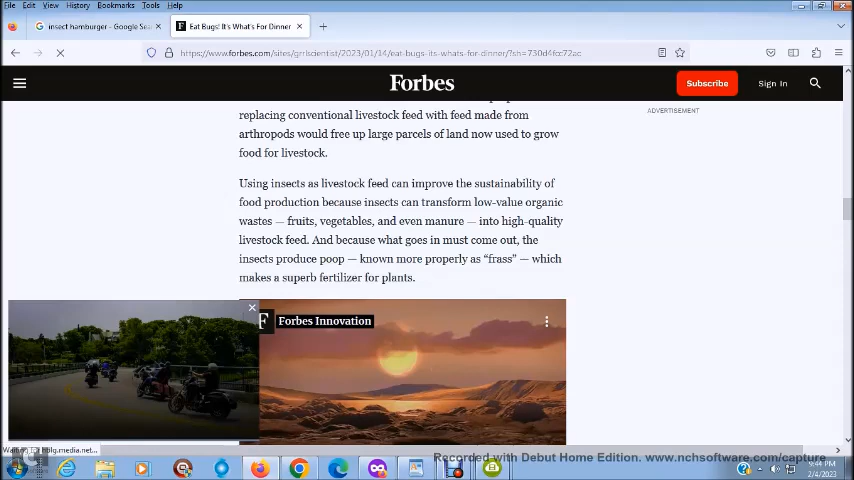 File Edit View History Bookmarks Tools Help
insect hamburger - Google Sea
Eat Bugs! It's What's For Dinner
https://www.forbes.com/sites/grrlscientist/2023/01/14/eat-bugs-its-whats-for-dinner/?sh=730d4fcc72ac
Forbes
Subscribe
Sign In
ADVERTISEMENT
replacing conventional livestock feed with feed made from
arthropods would free up large parcels of land now used to grow
food for livestock.
Using insects as livestock feed can improve the sustainability of
food production because insects can transform low-value organic
wastes — fruits, vegetables, and even manure — into high-quality
livestock feed. And because what goes in must come out, the
insects produce poop — known more properly as “frass” — which
makes a superb fertilizer for plants.
F Forbes Innovation
Recorded with Debut Home Edition. www.nchsoftware.com/capture
9:44 PM
2/4/2023